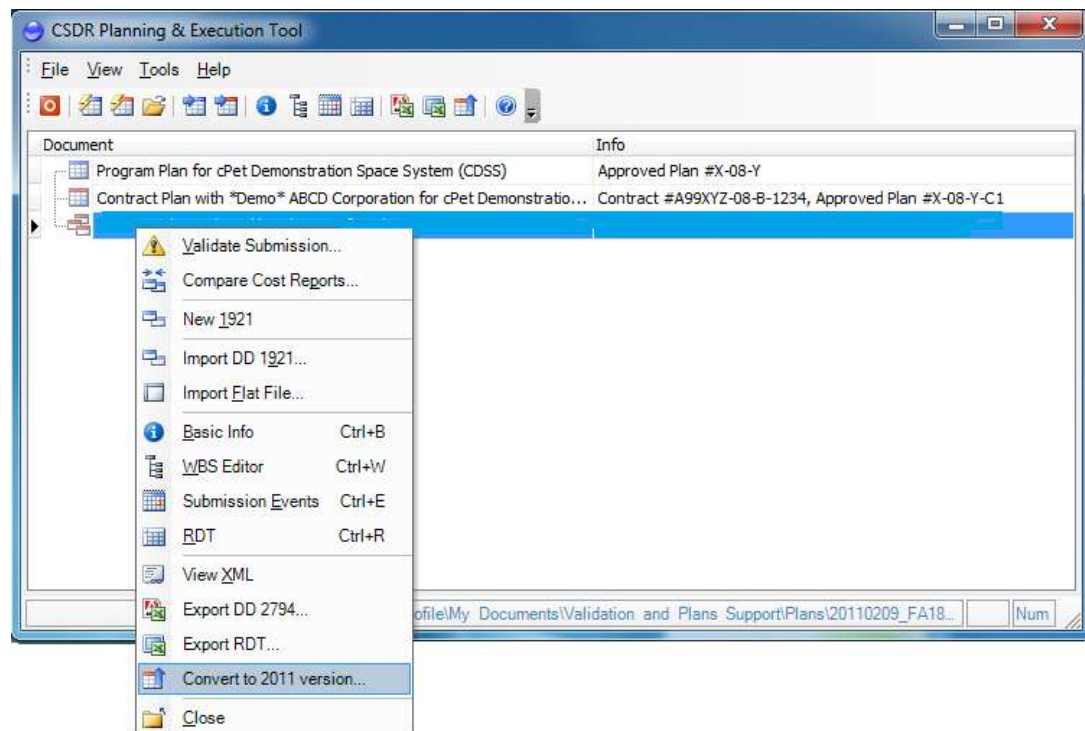 CSDR Planning & Execution Tool
File View Tools Help
Document Info
Program Plan for cPet Demonstration Space System (CDSS) Approved Plan #X-08-Y
Contract Plan with *Demo* ABCD Corporation for cPet Demonstratio... Contract #A99XYZ-08-B-1234, Approved Plan #X-08-Y-C1
Validate Submission...
Compare Cost Reports...
New 1921
Import DD 1921...
Import Flat File...
Basic Info Ctrl+B
WBS Editor Ctrl+W
Submission Events Ctrl+E
RDT Ctrl+R
View XML
Export DD 2794...
ofile\My Documents\Validation and Plans Support\Plans\20110209_FA18... Num
Export RDT...
Convert to 2011 version...
Close